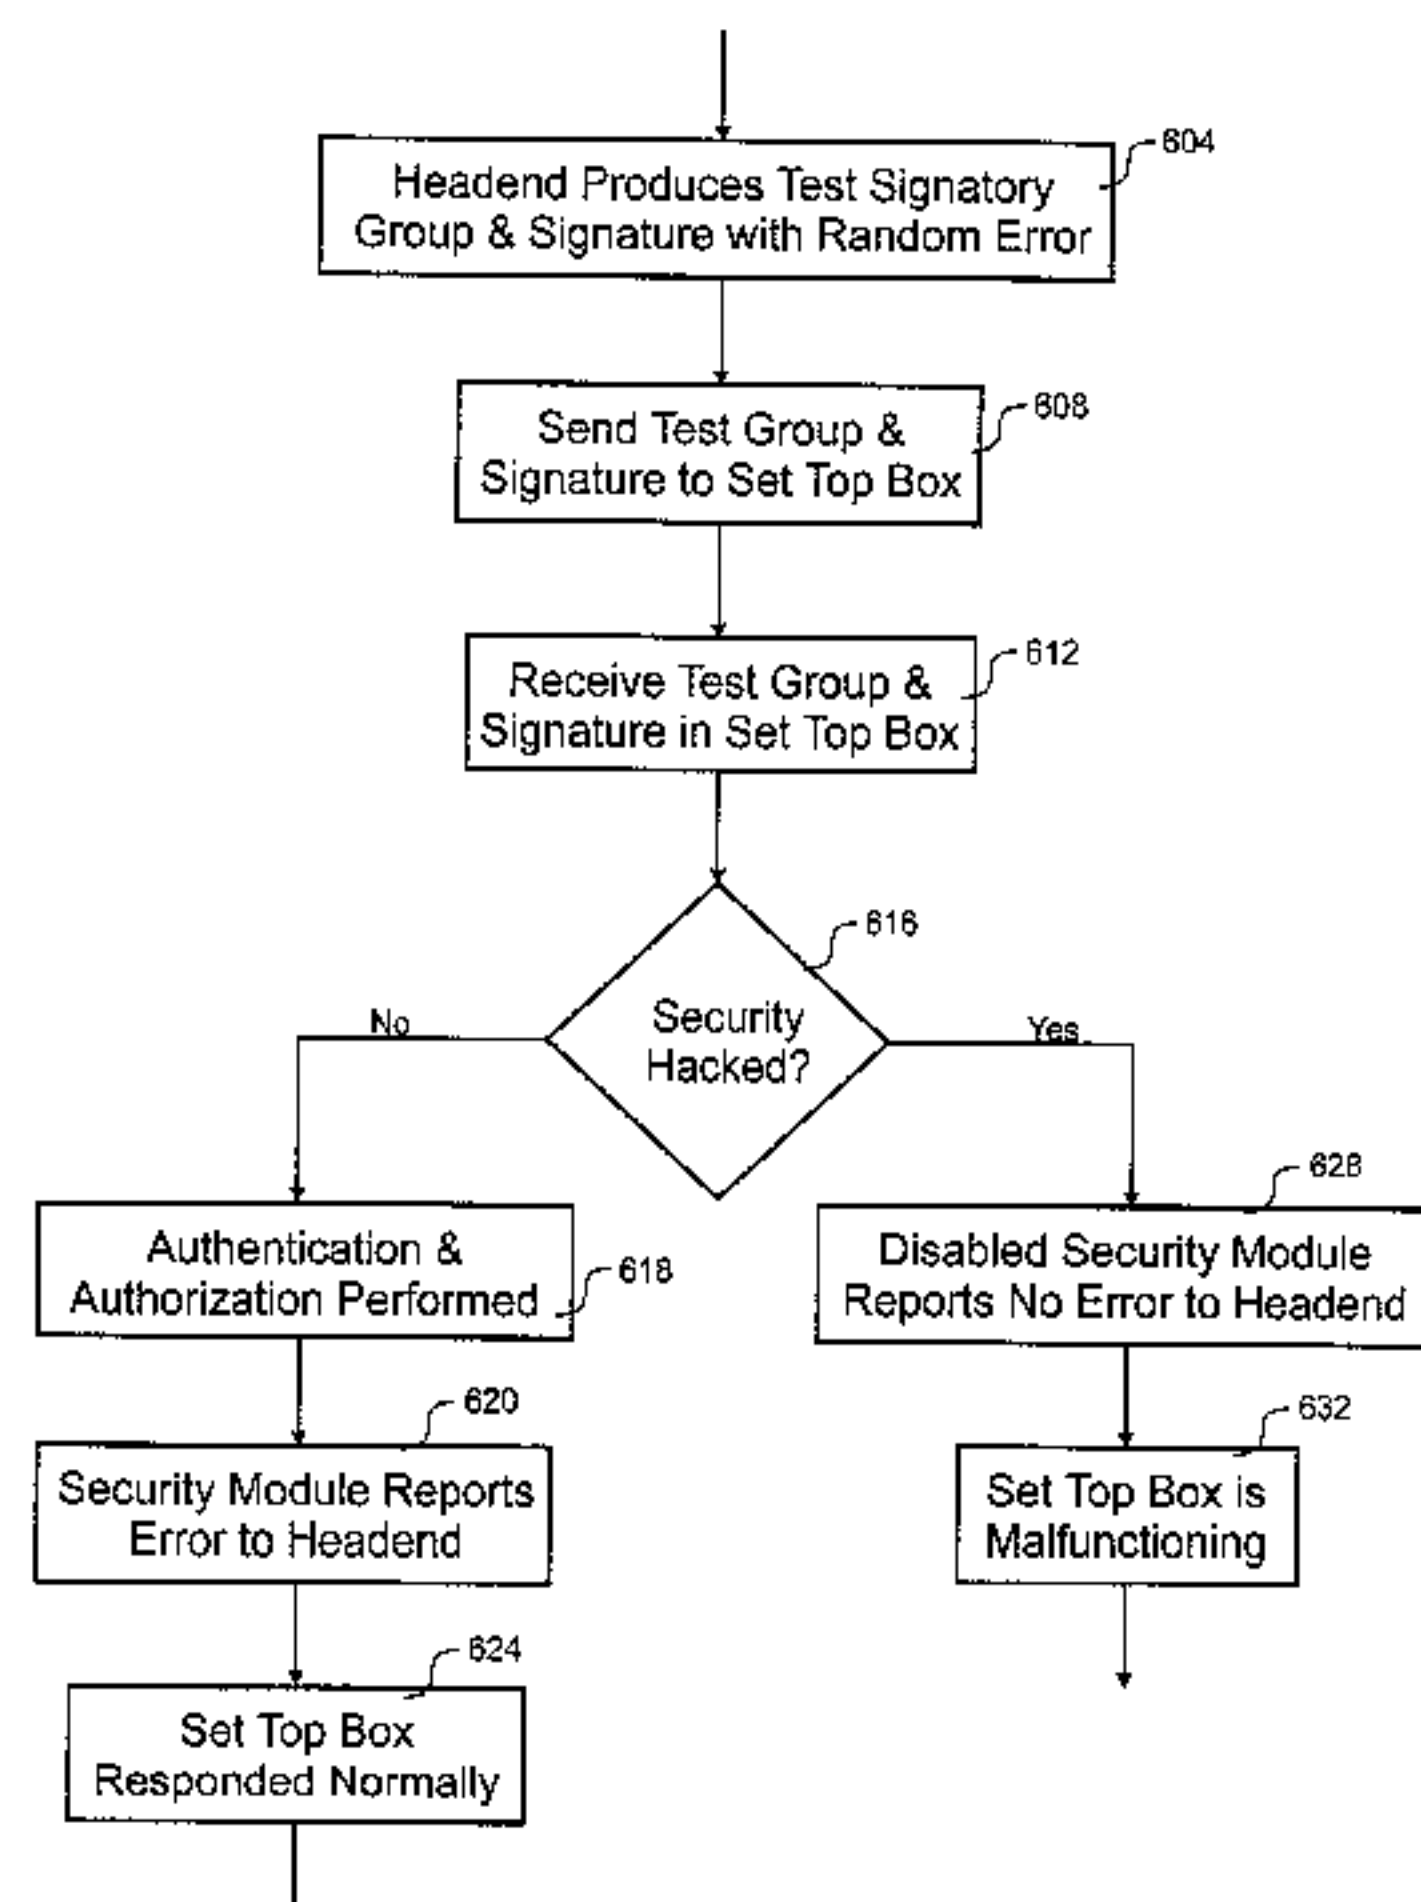 604
Headend Produces Test Signatory
Group & Signature with Random Error
608
Send Test Group &
Signature to Set Top Box
612
Receive Test Group &
Signature in Set Top Box
616
Security
Hacked?
No
Yes
Authentication &
Authorization Performed
618
628
Disabled Security Module
Reports No Error to Headend
620
Security Module Reports
Error to Headend
632
Set Top Box is
Malfunctioning
624
Set Top Box
Responded Normally